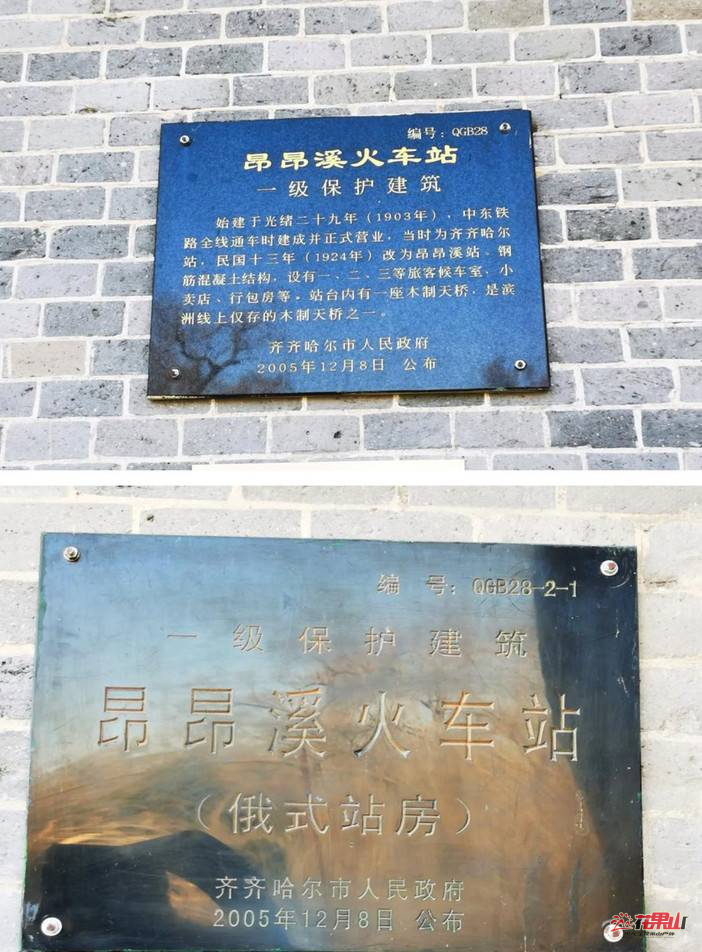 编号：QGB28
昂昂溪火车站
一级保护建筑
始建于光绪二十九年（1903年），中东铁
路全线通车时建成并正式营业，当时为齐齐哈尔
站，民国十三年（1924年）改为昂昂溪站。钢
筋混凝土结构，设有一、二、三等旅客候车室、小
卖店、行包房等。站台内有一座木制天桥，是滨
洲线上仅存的木制天桥之一。
齐齐哈尔市人民政府
2005年12月8日 公布
编 号：QGB28-2-1
一级保护建筑
昂昂溪火车站
（俄式站房）
齐齐哈尔市人民政府
2005年12月8日 公布
花果山